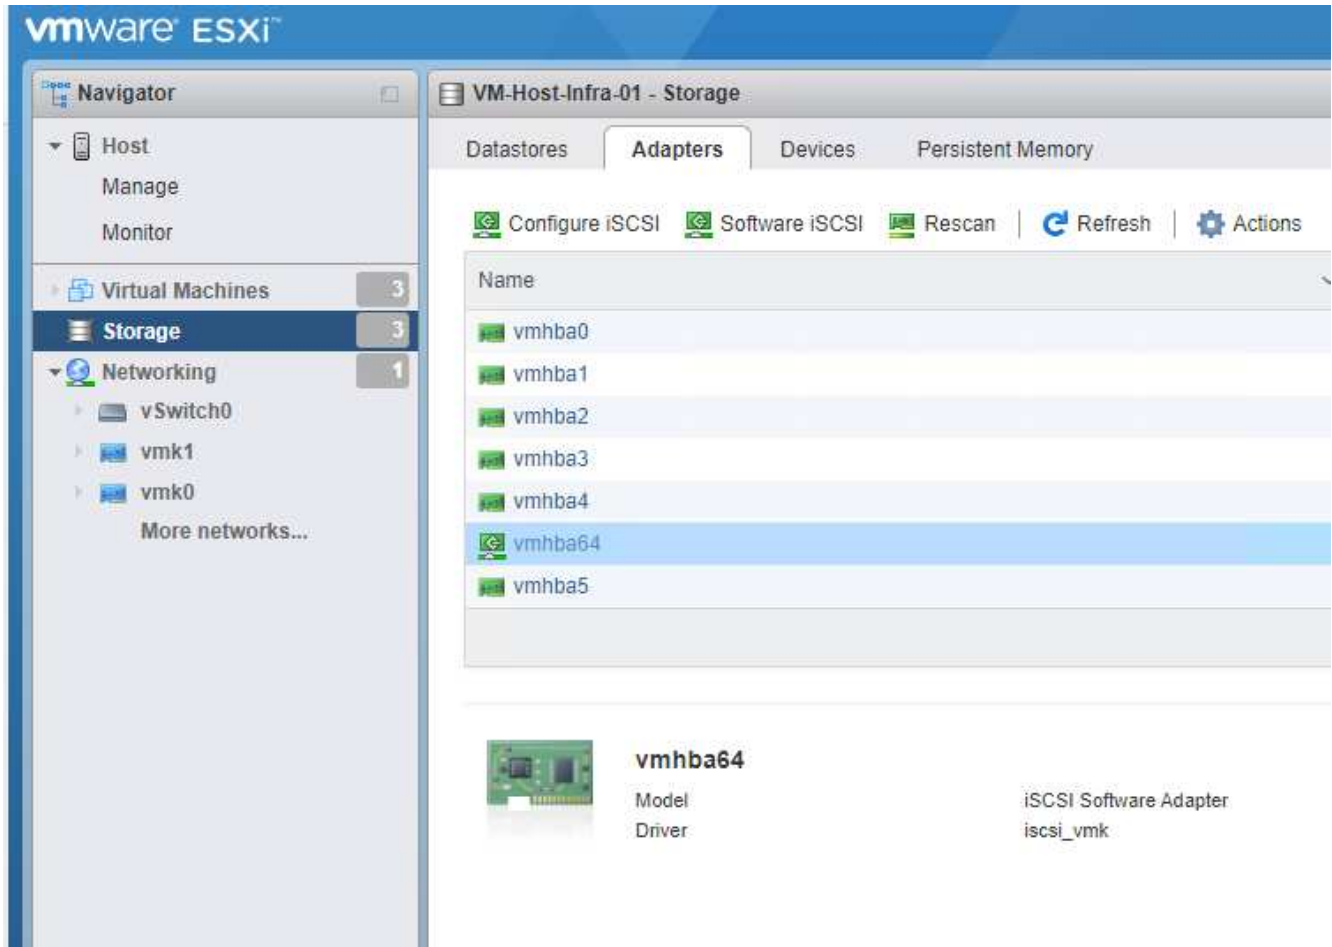 vmware ESXi™
Navigator
Host
Manage
Monitor
Virtual Machines 3
Storage 3
Networking 1
vSwitch0
vmk1
vmk0
More networks...
VM-Host-Infra-01 - Storage
Datastores Adapters Devices Persistent Memory
Configure iSCSI Software iSCSI Rescan Refresh Actions
Name
vmhba0
vmhba1
vmhba2
vmhba3
vmhba4
vmhba64
vmhba5
vmhba64
Model iSCSI Software Adapter
Driver iscsi_vmk